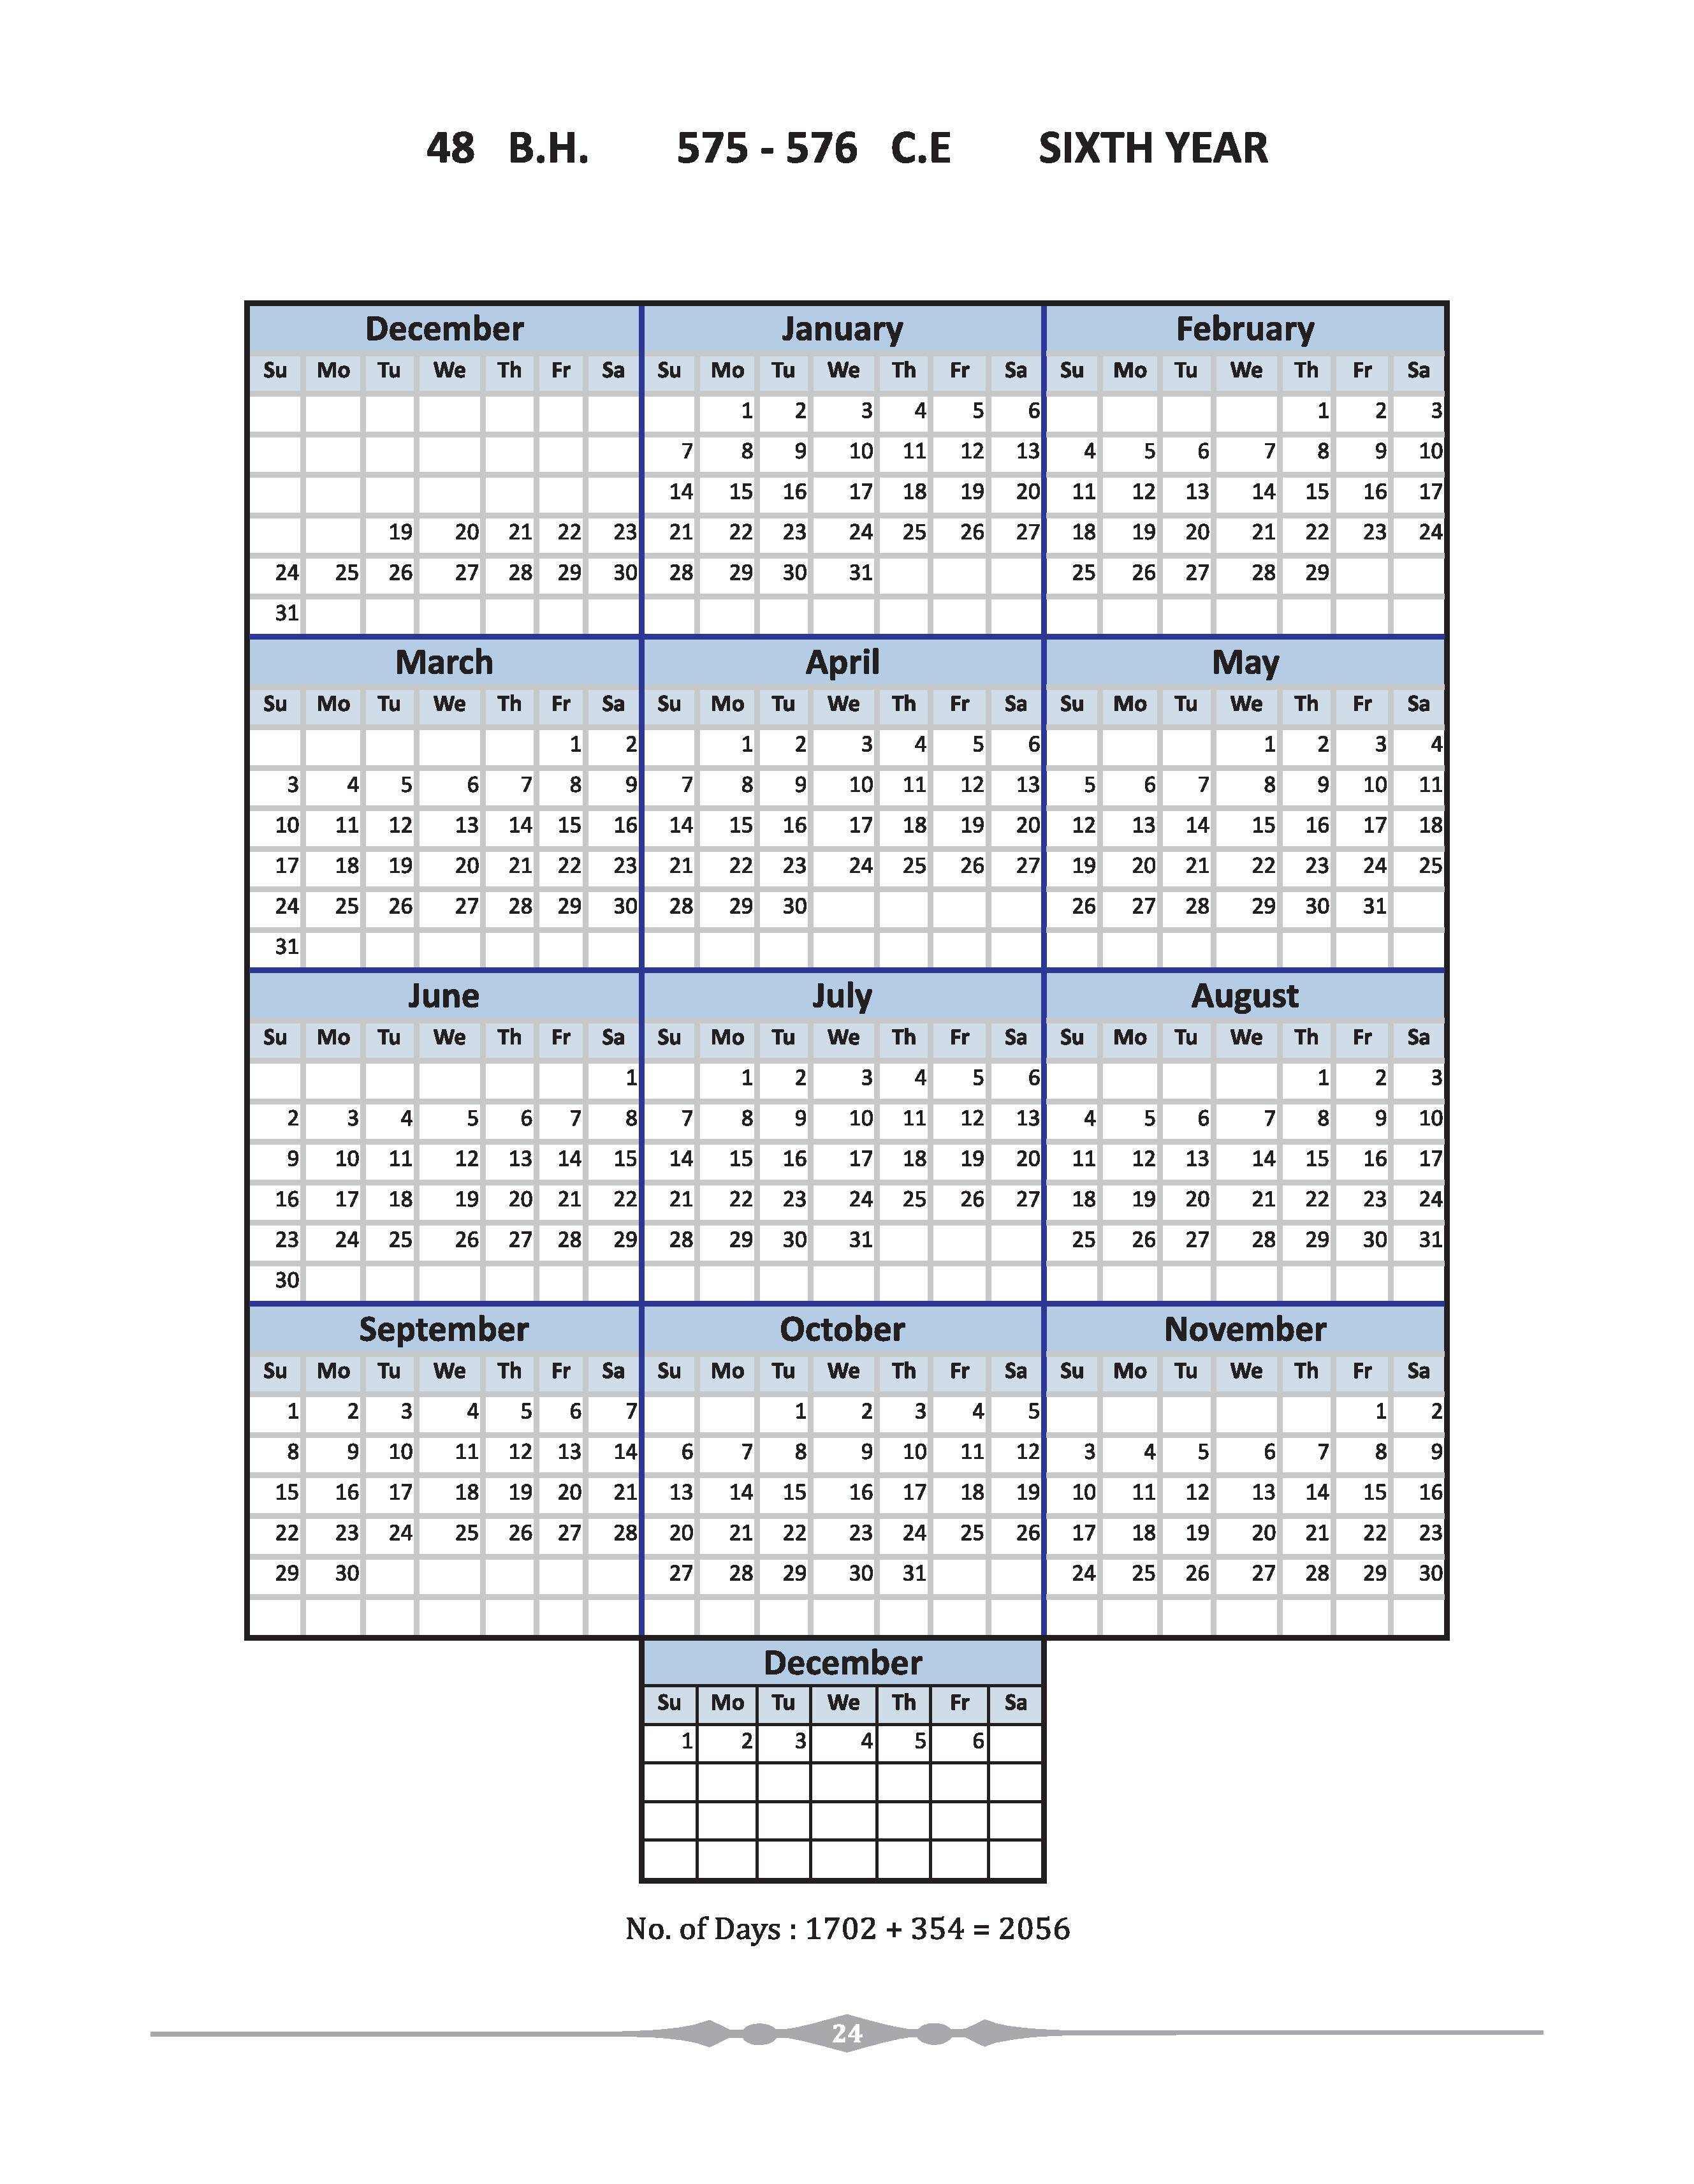 48 B.H. 575 - 576 C.E SIXTH YEAR
December January February
Su Mo Tu We Th Fr Sa Su Mo Tu We Th Fr Sa Su Mo Tu We Th Fr Sa
1 2 3 4 5 6 1 2 3
7 8 9 10 11 12 13 4 5 6 7 8 9 10
14 15 16 17 18 19 20 11 12 13 14 15 16 17
19 20 21 22 23 21 22 23 24 25 26 27 18 19 20 21 22 23 24
24 25 26 27 28 29 30 28 29 30 31 25 26 27 28 29
31
March April May
Su Mo Tu We Th Fr Sa Su Mo Tu We Th Fr Sa Su Mo Tu We Th Fr Sa
1 2 1 2 3 4 5 6 1 2 3 4
3 4 5 6 7 8 9 7 8 9 10 11 12 13 5 6 7 8 9 10 11
10 11 12 13 14 15 16 14 15 16 17 18 19 20 12 13 14 15 16 17 18
17 18 19 20 21 22 23 21 22 23 24 25 26 27 19 20 21 22 23 24 25
24 25 26 27 28 29 30 28 29 30 26 27 28 29 30 31
31
June July August
Su Mo Tu We Th Fr Sa Su Mo Tu We Th Fr Sa Su Mo Tu We Th Fr Sa
1 1 2 3 4 5 6 1 2 3
2 3 4 5 6 7 8 7 8 9 10 11 12 13 4 5 6 7 8 9 10
9 10 11 12 13 14 15 14 15 16 17 18 19 20 11 12 13 14 15 16 17
16 17 18 19 20 21 22 21 22 23 24 25 26 27 18 19 20 21 22 23 24
23 24 25 26 27 28 29 28 29 30 31 25 26 27 28 29 30 31
30
September October November
Su Mo Tu We Th Fr Sa Su Mo Tu We Th Fr Sa Su Mo Tu We Th Fr Sa
1 2 3 4 5 6 7 1 2 3 4 5 1 2
8 9 10 11 12 13 14 6 7 8 9 10 11 12 3 4 5 6 7 8 9
15 16 17 18 19 20 21 13 14 15 16 17 18 19 10 11 12 13 14 15 16
22 23 24 25 26 27 28 20 21 22 23 24 25 26 17 18 19 20 21 22 23
29 30 27 28 29 30 31 24 25 26 27 28 29 30
December
Su Mo Tu We Th Fr Sa
1 2 3 4 5 6
No. of Days : 1702 + 354 = 2056
24